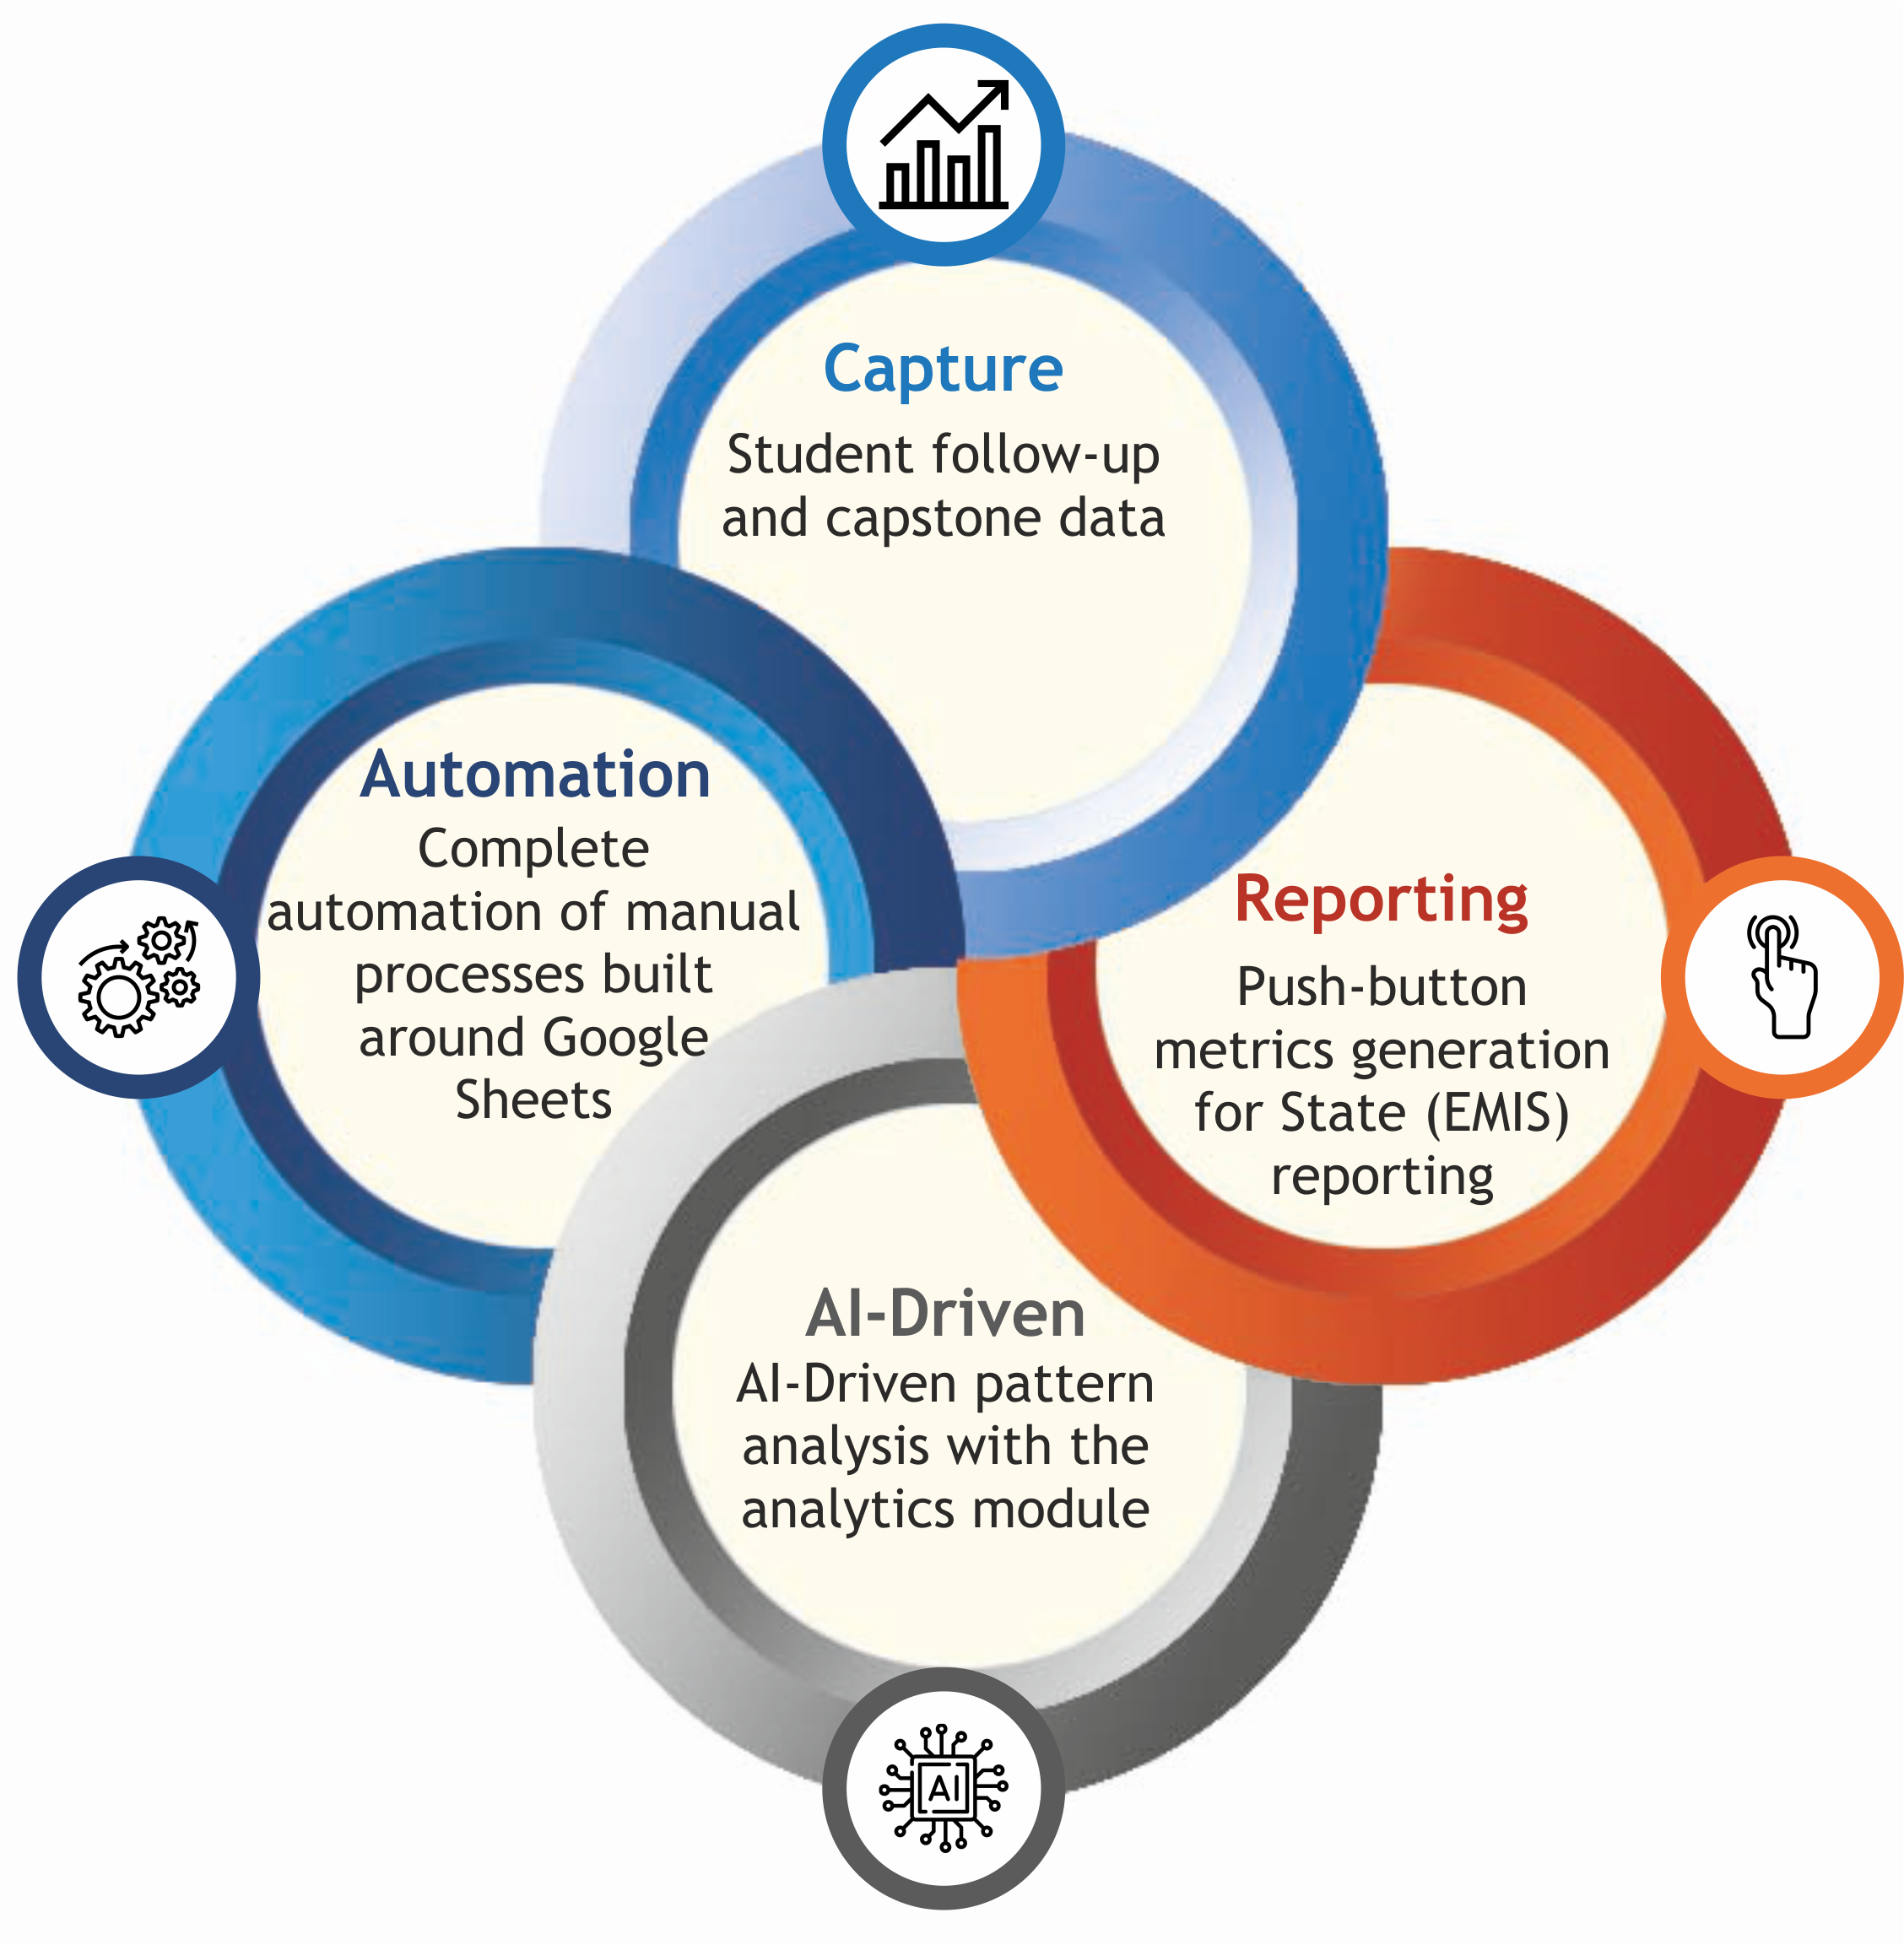 Capture
Student follow-up
and capstone data
Automation
Complete
automation of manual
processes built
around Google
Sheets
Reporting
Push-button
metrics generation
for State (EMIS)
reporting
AI-Driven
AI-Driven pattern
analysis with the
analytics module
AI